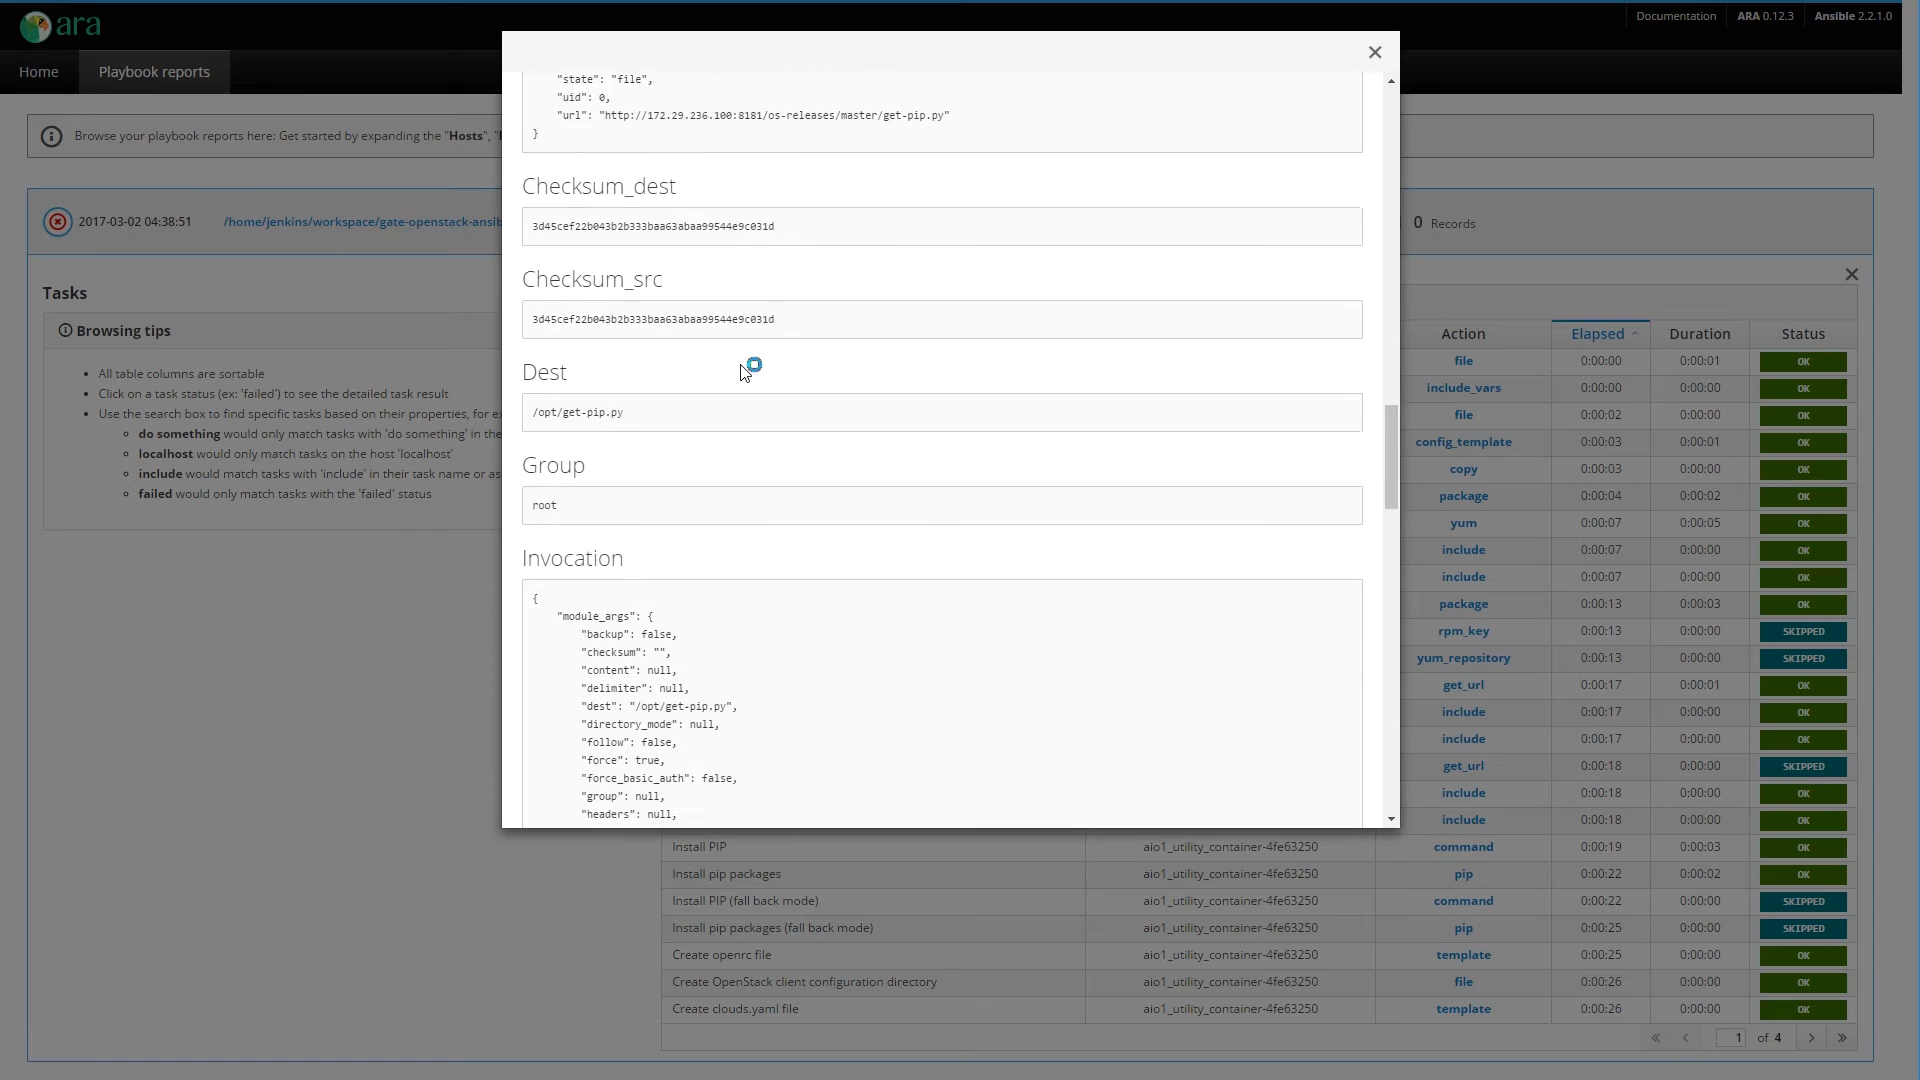 ara
Documentation
ARA 0.12.3
Ansible 2.2.1.0
Home
Playbook reports
Browse your playbook reports here: Get started by expanding the "Hosts", "
2017-03-02 04:38:51
/home/jenkins/workspace/gate-openstack-ansib
0 Records
Tasks
Browsing tips
All table columns are sortable
Click on a task status (ex: 'failed') to see the detailed task result
Use the search box to find specific tasks based on their properties, for ex
do something would only match tasks with 'do something' in the
localhost would only match tasks on the host 'localhost'
include would match tasks with 'include' in their task name or as
failed would only match tasks with the 'failed' status
"state": "file",
"uid": 0,
"url": "http://172.29.236.100:8181/os-releases/master/get-pip.py"
}
Checksum_dest
3d45cef22b043b2b333baa63abaa99544e9c031d
Checksum_src
3d45cef22b043b2b333baa63abaa99544e9c031d
Dest
/opt/get-pip.py
Group
root
Invocation
{
"module_args": {
"backup": false,
"checksum": "",
"content": null,
"delimiter": null,
"dest": "/opt/get-pip.py",
"directory_mode": null,
"follow": false,
"force": true,
"force_basic_auth": false,
"group": null,
"headers": null,
Action Elapsed Duration Status
file 0:00:00 0:00:01 OK
include_vars 0:00:00 0:00:00 OK
file 0:00:02 0:00:00 OK
config_template 0:00:03 0:00:01 OK
copy 0:00:03 0:00:00 OK
package 0:00:04 0:00:02 OK
yum 0:00:07 0:00:05 OK
include 0:00:07 0:00:00 OK
include 0:00:07 0:00:00 OK
package 0:00:13 0:00:03 OK
rpm_key 0:00:13 0:00:00 SKIPPED
yum_repository 0:00:13 0:00:00 SKIPPED
get_url 0:00:17 0:00:01 OK
include 0:00:17 0:00:00 OK
include 0:00:17 0:00:00 OK
get_url 0:00:18 0:00:00 SKIPPED
include 0:00:18 0:00:00 OK
include 0:00:18 0:00:00 OK
Install PIP aio1_utility_container-4fe63250 command 0:00:19 0:00:03 OK
Install pip packages aio1_utility_container-4fe63250 pip 0:00:22 0:00:02 OK
Install PIP (fall back mode) aio1_utility_container-4fe63250 command 0:00:22 0:00:00 SKIPPED
Install pip packages (fall back mode) aio1_utility_container-4fe63250 pip 0:00:25 0:00:00 SKIPPED
Create openrc file aio1_utility_container-4fe63250 template 0:00:25 0:00:00 OK
Create OpenStack client configuration directory aio1_utility_container-4fe63250 file 0:00:26 0:00:00 OK
Create clouds.yaml file aio1_utility_container-4fe63250 template 0:00:26 0:00:00 OK
1 of 4